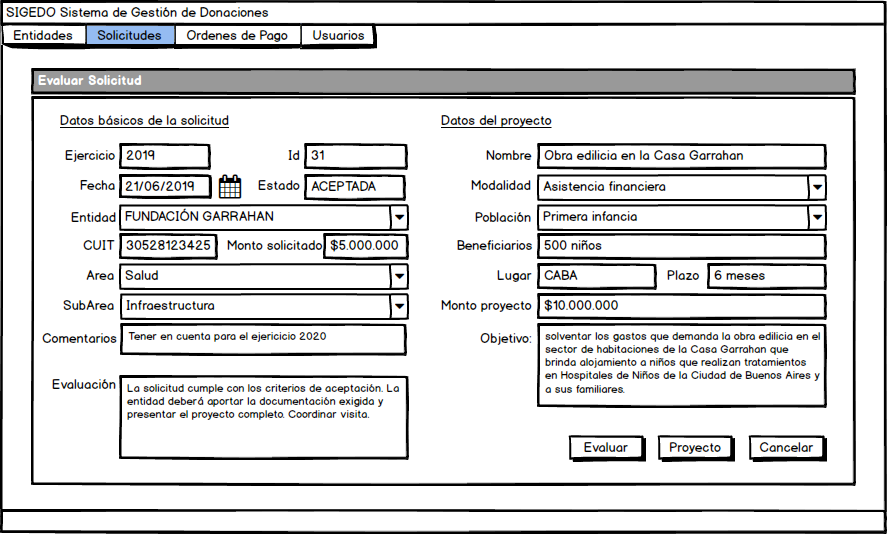 SIGEDO Sistema de Gestión de Donaciones
Entidades Solicitudes Ordenes de Pago Usuarios
Evaluar Solicitud
Datos básicos de la solicitud
Ejercicio 2019 Id 31
Fecha 21/06/2019 Estado ACEPTADA
Entidad FUNDACIÓN GARRAHAN
CUIT 30528123425 Monto solicitado $5.000.000
Area Salud
SubArea Infraestructura
Comentarios Tener en cuenta para el ejericicio 2020
Evaluación La solicitud cumple con los criterios de aceptación. La
entidad deberá aportar la documentación exigida y
presentar el proyecto completo. Coordinar visita.
Datos del proyecto
Nombre Obra edilicia en la Casa Garrahan
Modalidad Asistencia financiera
Población Primera infancia
Beneficiarios 500 niños
Lugar CABA Plazo 6 meses
Monto proyecto $10.000.000
Objetivo: solventar los gastos que demanda la obra edilicia en el
sector de habitaciones de la Casa Garrahan que
brinda alojamiento a niños que realizan tratamientos
en Hospitales de Niños de la Ciudad de Buenos Aires y
a sus familiares.
Evaluar Proyecto Cancelar